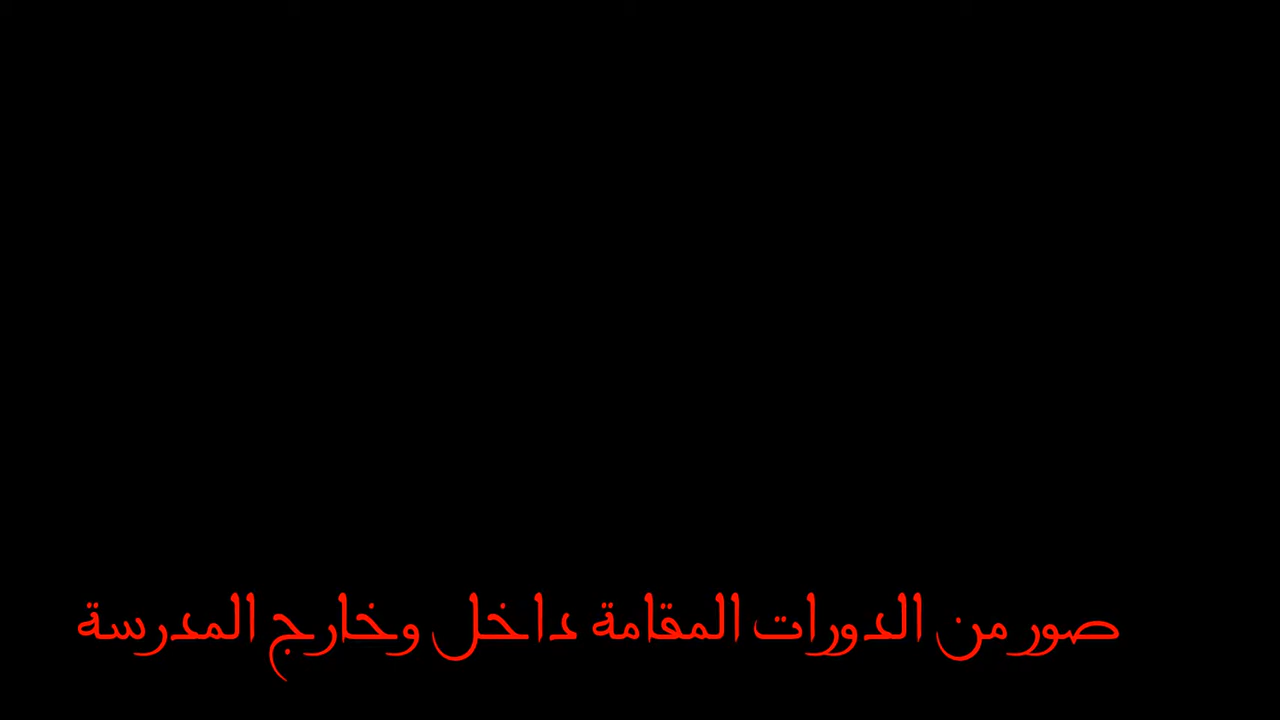 صور من الدورات المقامة داخل وخارج المدرسة